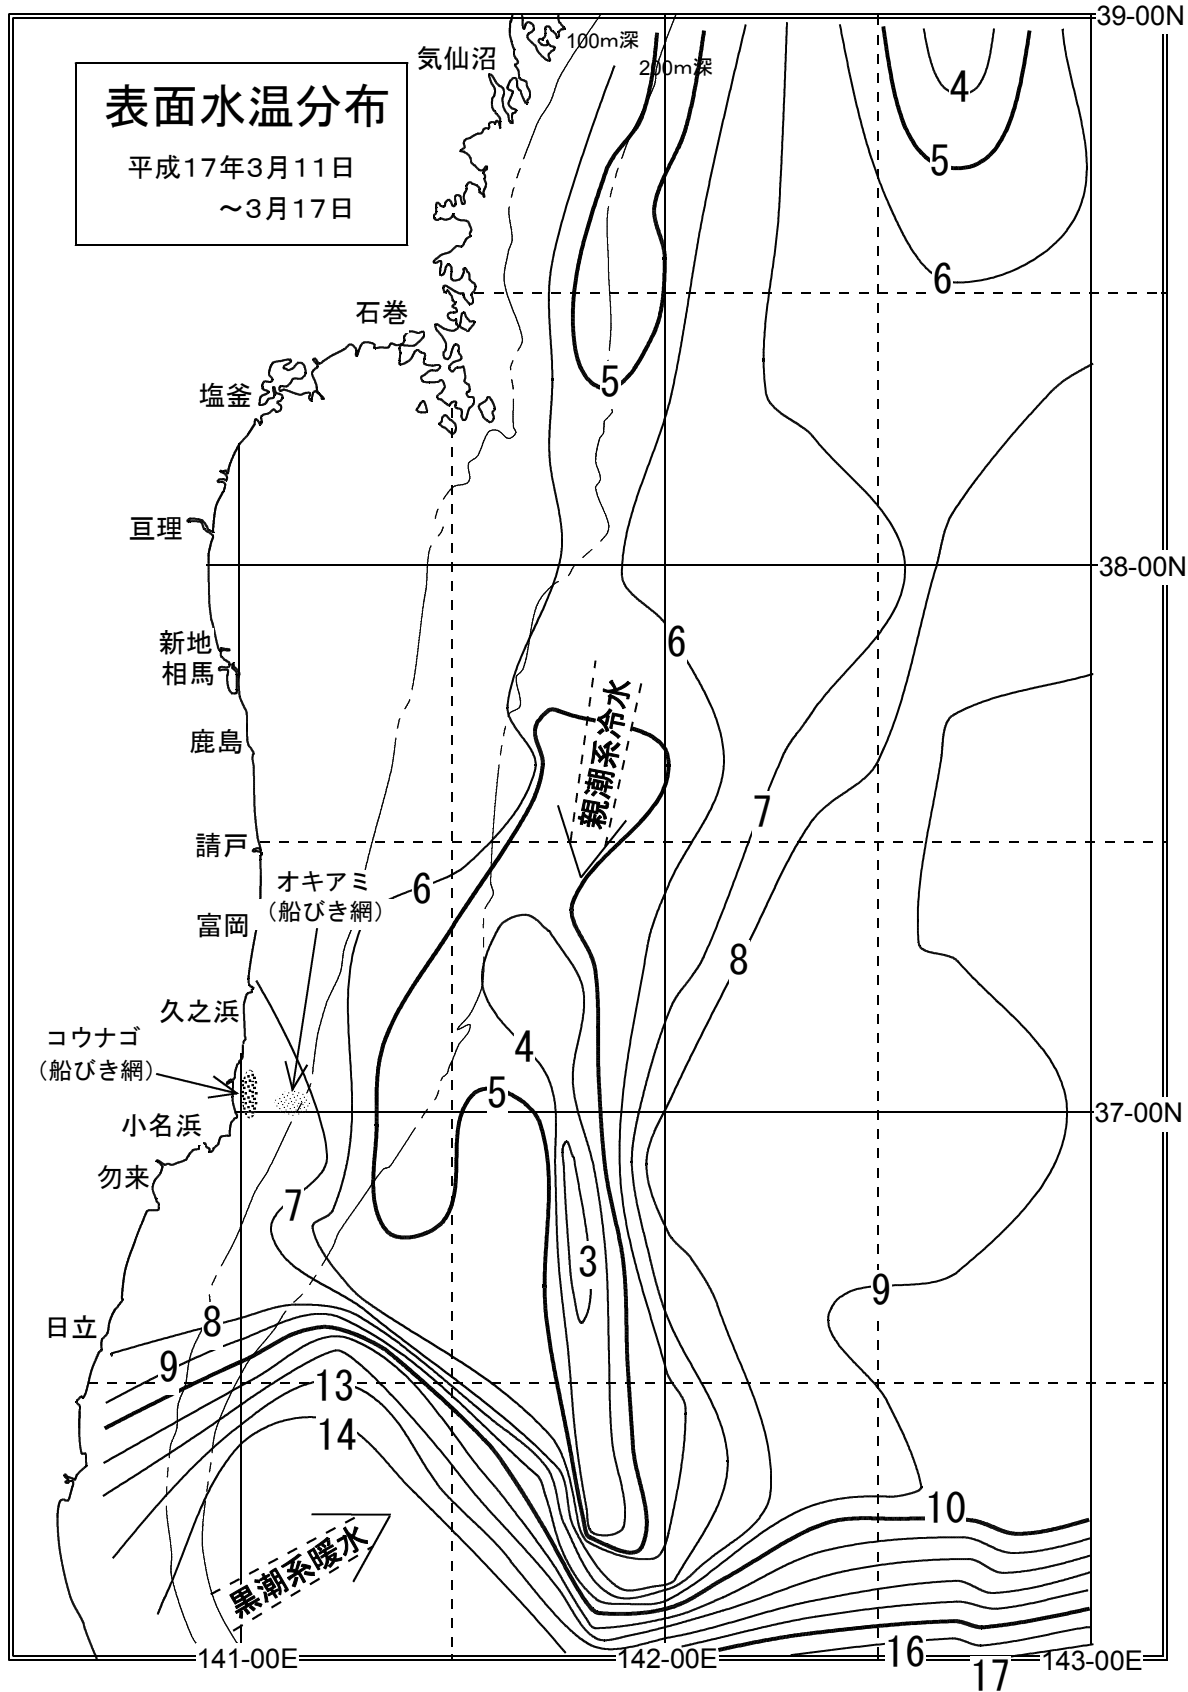 39-00N
100m深
200m深
気仙沼
表面水温分布
平成17年3月11日
～3月17日
4
5
6
石巻
5
塩釜
亘理
38-00N
新地
相馬
6
鹿島
親潮系冷水
7
請戸
オキアミ
（船びき網）
6
富岡
8
久之浜
コウナゴ
（船びき網）
4
5
小名浜
37-00N
勿来
7
3
9
日立
8
9
13
14
10
黒潮系暖水
16
17
141-00E
142-00E
143-00E